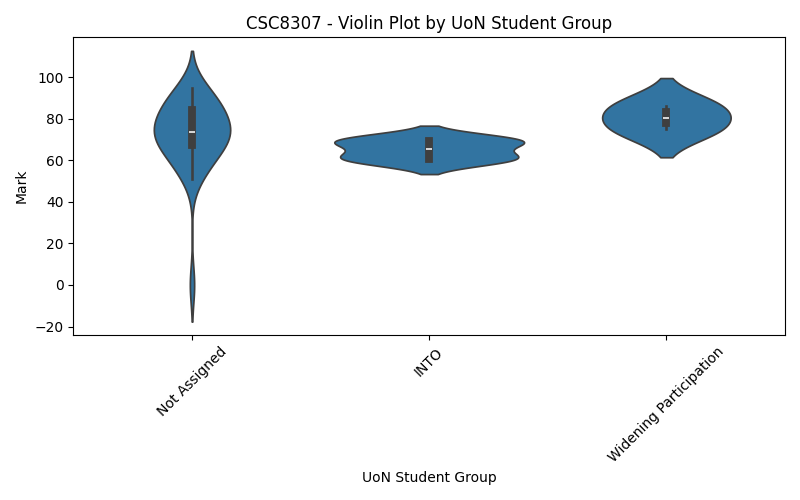 CSC8307 - Violin Plot by UoN Student Group
Mark
100
80
60
40
20
0
−20
Not Assigned
INTO
Widening Participation
UoN Student Group